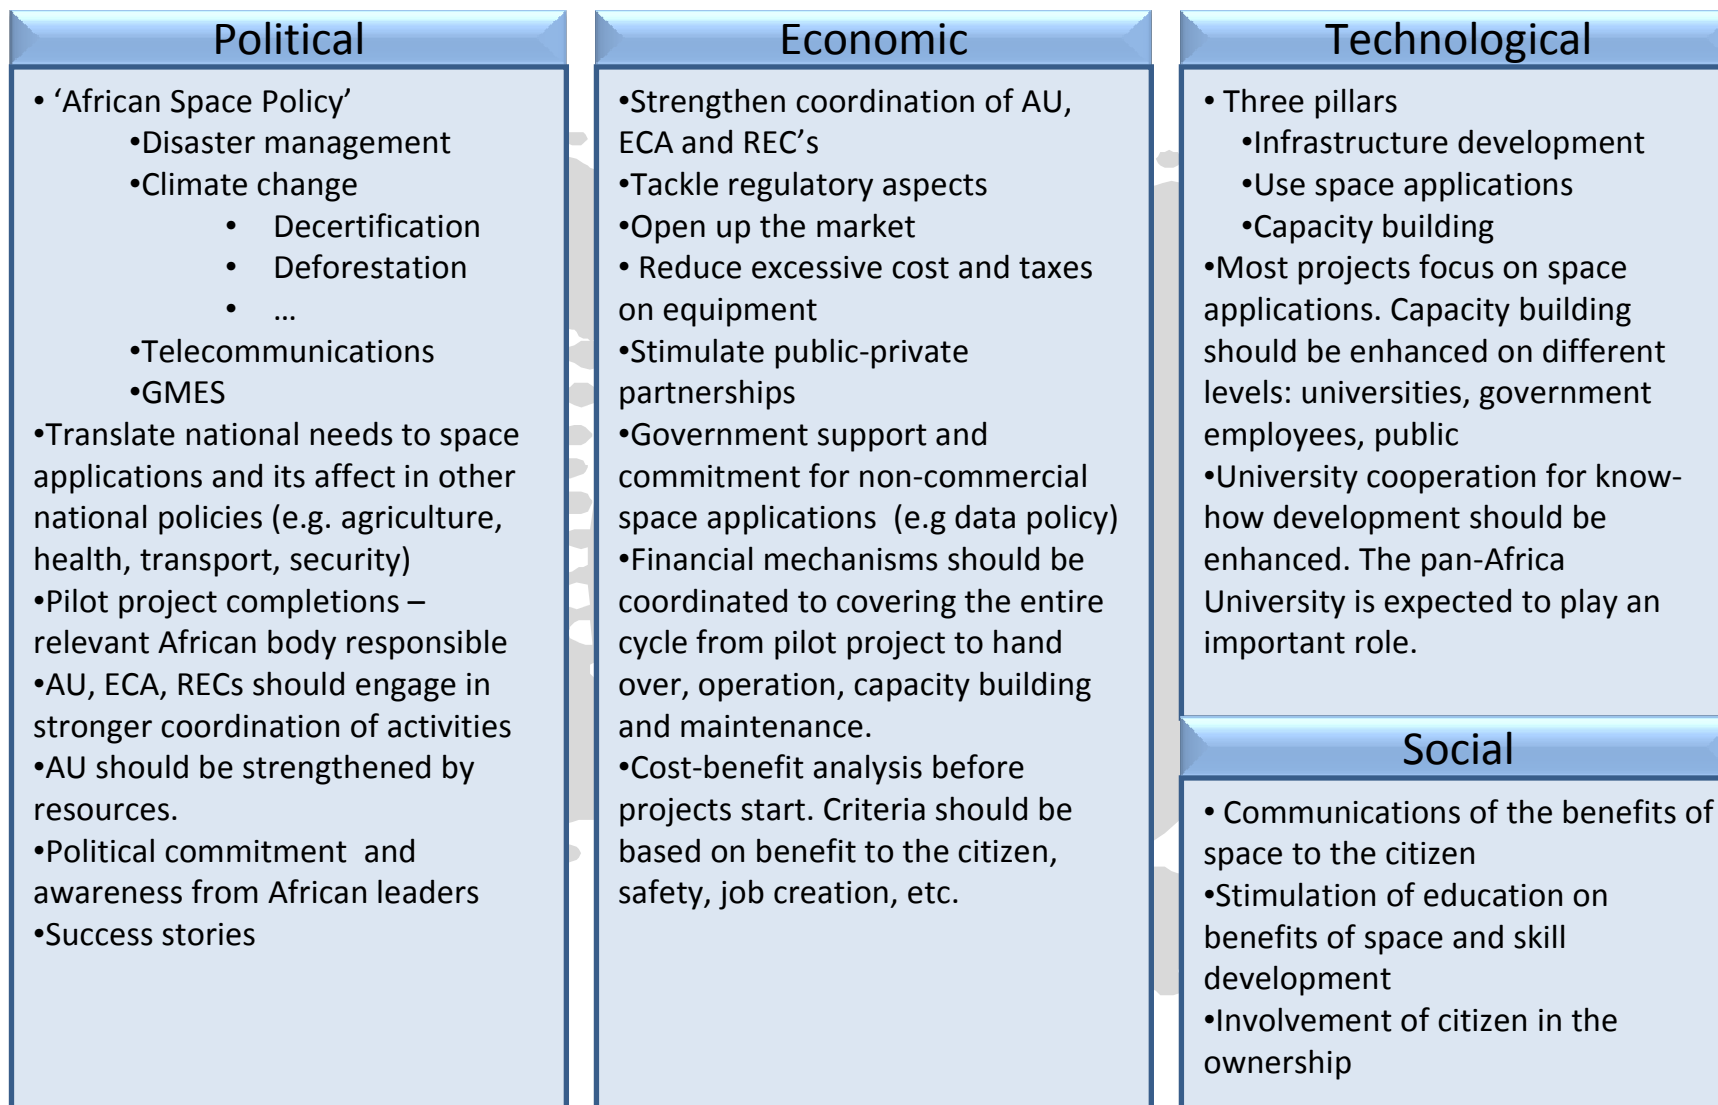 Political
• ‘African Space Policy’
•Disaster management
•Climate change
• Decertification
• Deforestation
• ...
•Telecommunications
•GMES
•Translate national needs to space
applications and its affect in other
national policies (e.g. agriculture,
health, transport, security)
•Pilot project completions –
relevant African body responsible
•AU, ECA, RECs should engage in
stronger coordination of activities
•AU should be strengthened by
resources.
•Political commitment  and
awareness from African leaders
•Success stories
Economic
•Strengthen coordination of AU,
ECA and REC’s
•Tackle regulatory aspects
•Open up the market
• Reduce excessive cost and taxes
on equipment
•Stimulate public-private
partnerships
•Government support and
commitment for non-commercial
space applications  (e.g data policy)
•Financial mechanisms should be
coordinated to covering the entire
cycle from pilot project to hand
over, operation, capacity building
and maintenance.
•Cost-benefit analysis before
projects start. Criteria should be
based on benefit to the citizen,
safety, job creation, etc.
Technological
• Three pillars
•Infrastructure development
•Use space applications
•Capacity building
•Most projects focus on space
applications. Capacity building
should be enhanced on different
levels: universities, government
employees, public
•University cooperation for know-
how development should be
enhanced. The pan-Africa
University is expected to play an
important role.
Social
• Communications of the benefits of
space to the citizen
•Stimulation of education on
benefits of space and skill
development
•Involvement of citizen in the
ownership